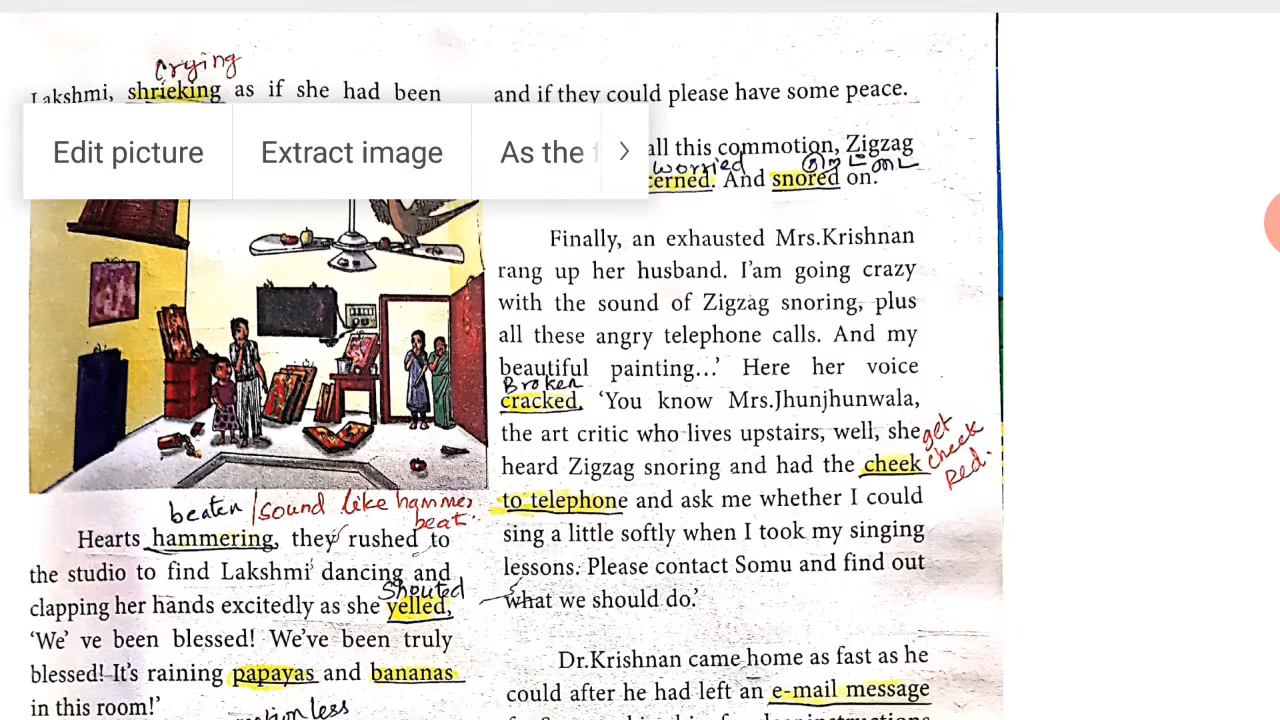 crying
Lakshmi, shrieking as if she had been
Edit picture
Extract image
As the
beaten / sound like hammer
beat.
Hearts hammering, they rushed to
the studio to find Lakshmi dancing and
shouted
clapping her hands excitedly as she yelled,
‘We’ ve been blessed! We’ve been truly
blessed! It’s raining papayas and bananas
in this room!’
and if they could please have some peace.
all this commotion, Zigzag
worried
cerned. And snored on.
Finally, an exhausted Mrs.Krishnan
rang up her husband. I’am going crazy
with the sound of Zigzag snoring, plus
all these angry telephone calls. And my
beautiful painting...’ Here her voice
Broken
cracked, ‘You know Mrs.Jhunjhunwala,
the art critic who lives upstairs, well, she
get
cheek
Red.
heard Zigzag snoring and had the cheek
to telephone and ask me whether I could
sing a little softly when I took my singing
lessons. Please contact Somu and find out
what we should do.’
Dr.Krishnan came home as fast as he
could after he had left an e-mail message